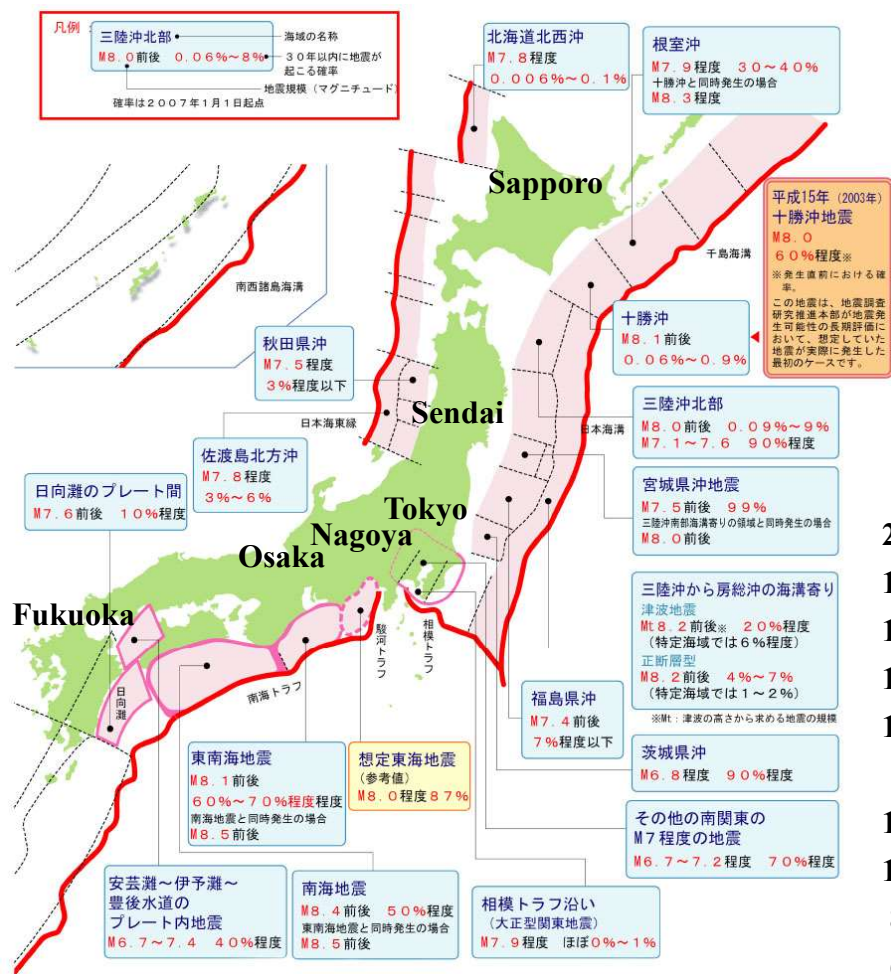 凡例
三陸沖北部
海域の名称
M8.0前後 0.06%~8%
30年以内に地震が
起こる確率
地震規模(マグニチュード)
確率は2007年1月1日起点
北海道北西沖
M7.8程度
0.006%~0.1%
根室沖
M7.9程度 30~40%
十勝沖と同時発生の場合
M8.3程度
Sapporo
平成15年 (2003年)
十勝沖地震
M8.0
60%程度※
※発生直前における確
率。
この地震は、地震調査
研究推進本部が地震発
生可能性の長期評価に
おいて、想定していた
地震が実際に発生した
最初のケースです。
千島海溝
南西諸島海溝
十勝沖
M8.1前後
0.06%~0.9%
秋田県沖
M7.5程度
3%程度以下
Sendai
日本海東縁
日本海溝
三陸沖北部
M8.0前後 0.09%~9%
M7.1~7.6 90%程度
佐渡島北方沖
M7.8程度
3%~6%
日向灘のプレート間
M7.6前後 10%程度
宮城県沖地震
M7.5前後 99%
三陸沖南部海溝寄りの領域と同時発生の場合
M8.0前後
Tokyo
Nagoya
Osaka
Fukuoka
三陸沖から房総沖の海溝寄り
津波地震
Mt8.2前後※ 20%程度
(特定海域では6%程度)
正断層型
M8.2前後 4%~7%
(特定海域では1~2%)
※Mt:津波の高さから求める地震の規模
駿河トラフ
相模トラフ
南海トラフ
日向灘
福島県沖
M7.4前後
7%程度以下
茨城県沖
M6.8程度 90%程度
東南海地震
M8.1前後
60%~70%程度程度
南海地震と同時発生の場合
M8.5前後
想定東海地震
(参考値)
M8.0程度87%
その他の南関東の
M7程度の地震
M6.7~7.2程度 70%程度
安芸灘~伊予灘~
豊後水道の
プレート内地震
M6.7~7.4 40%程度
南海地震
M8.4前後 50%程度
東南海地震と同時発生の場合
M8.5前後
相模トラフ沿い
(大正型関東地震)
M7.9程度 ほぼ0%~1%
2
1
1
1
1
1
1